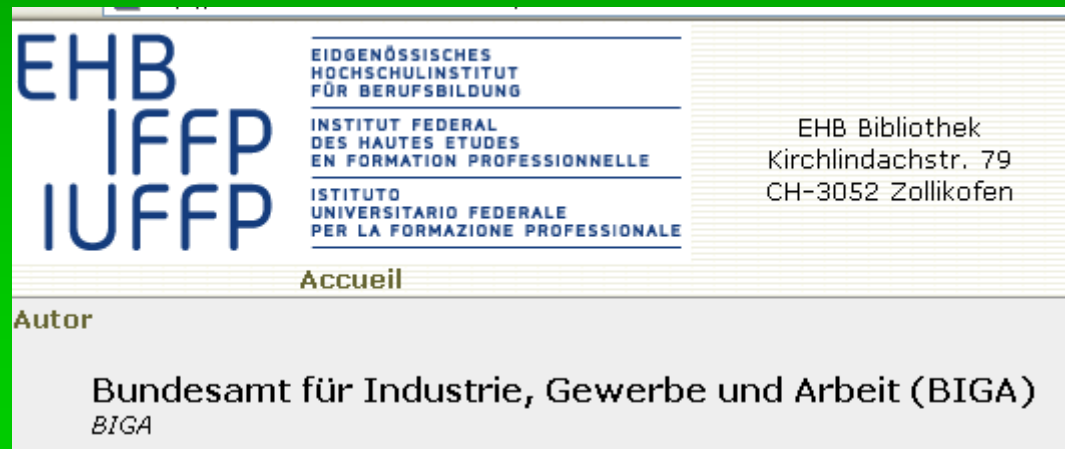 EHB
IFFP
IUFFP
EIDGENÖSSISCHES
HOCHSCHULINSTITUT
FÜR BERUFSBILDUNG
INSTITUT FEDERAL
DES HAUTES ETUDES
EN FORMATION PROFESSIONNELLE
ISTITUTO
UNIVERSITARIO FEDERALE
PER LA FORMAZIONE PROFESSIONALE
EHB Bibliothek
Kirchlindachstr. 79
CH-3052 Zollikofen
Accueil
Autor
Bundesamt für Industrie, Gewerbe und Arbeit (BIGA)
BIGA